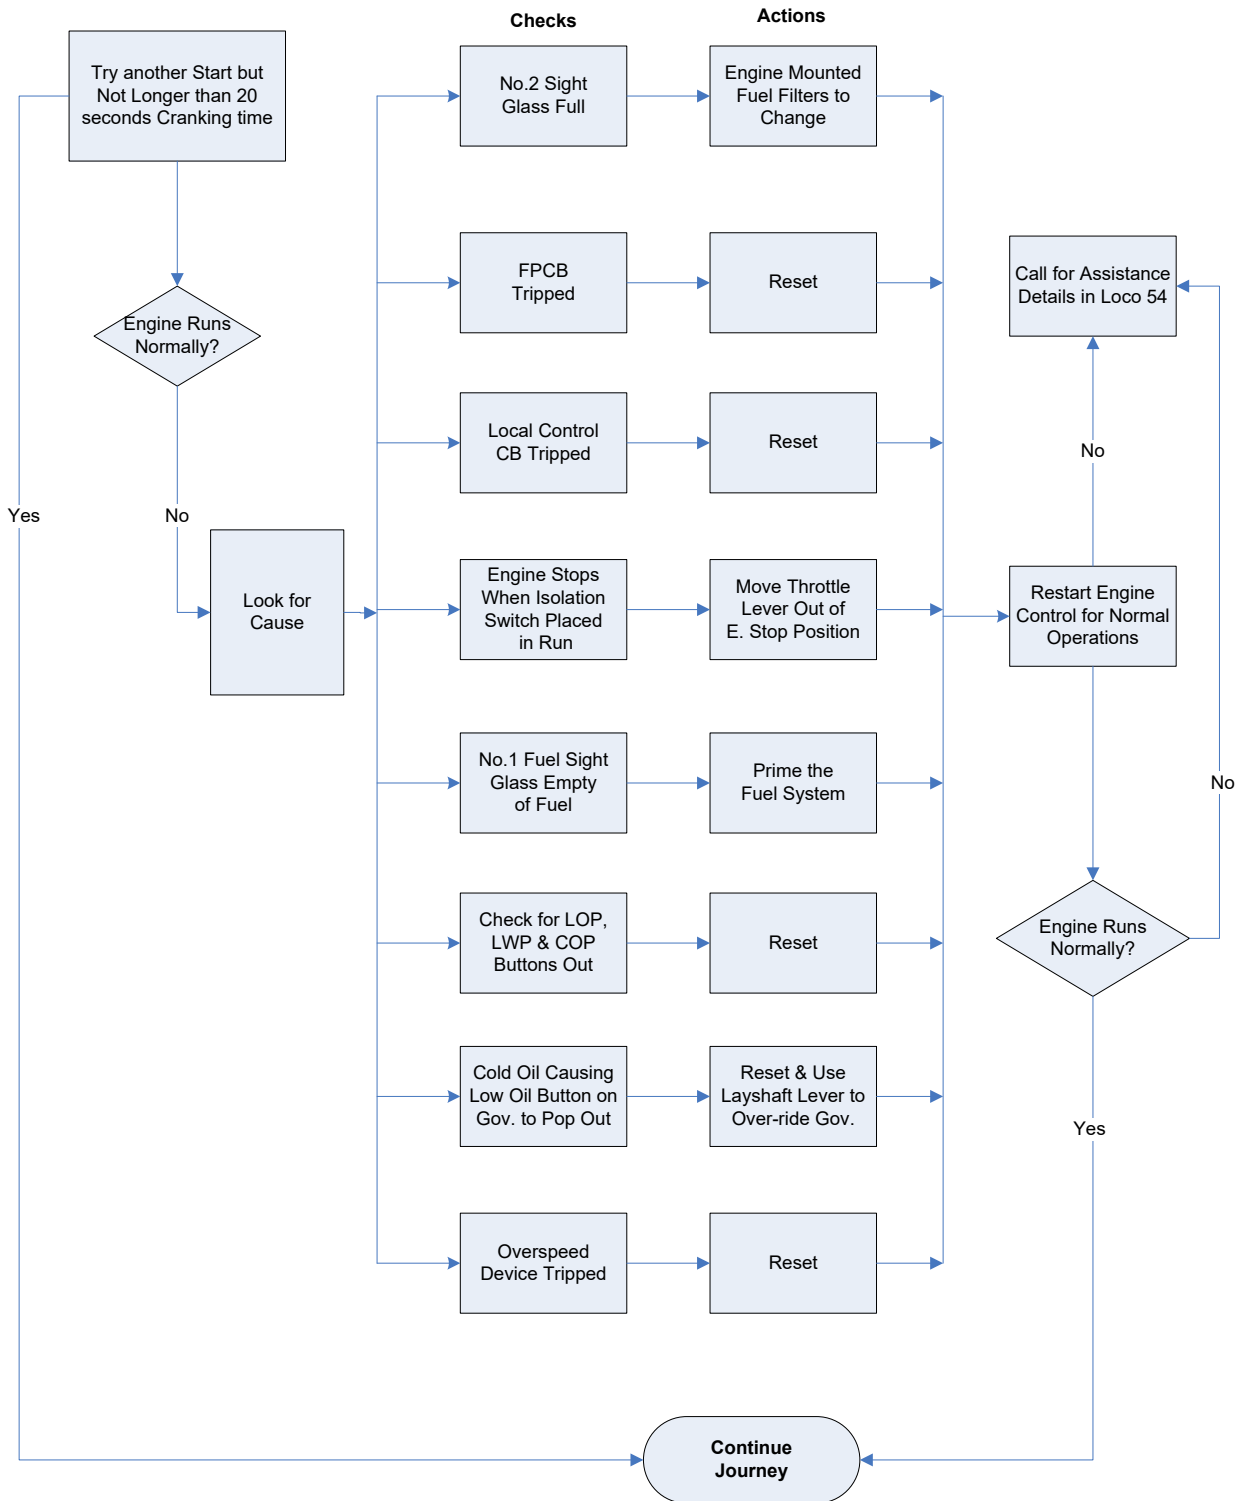 Checks
Actions
Try another Start but
Not Longer than 20
seconds Cranking time
Engine Runs
Normally?
Yes
No
Look for
Cause
No.2 Sight
Glass Full
Engine Mounted
Fuel Filters to
Change
FPCB
Tripped
Reset
Local Control
CB Tripped
Reset
Engine Stops
When Isolation
Switch Placed
in Run
Move Throttle
Lever Out of
E. Stop Position
No.1 Fuel Sight
Glass Empty
of Fuel
Prime the
Fuel System
Check for LOP,
LWP & COP
Buttons Out
Reset
Cold Oil Causing
Low Oil Button on
Gov. to Pop Out
Reset & Use
Layshaft Lever to
Over-ride Gov.
Overspeed
Device Tripped
Reset
Call for Assistance
Details in Loco 54
No
Restart Engine
Control for Normal
Operations
No
Engine Runs
Normally?
Yes
Continue
Journey